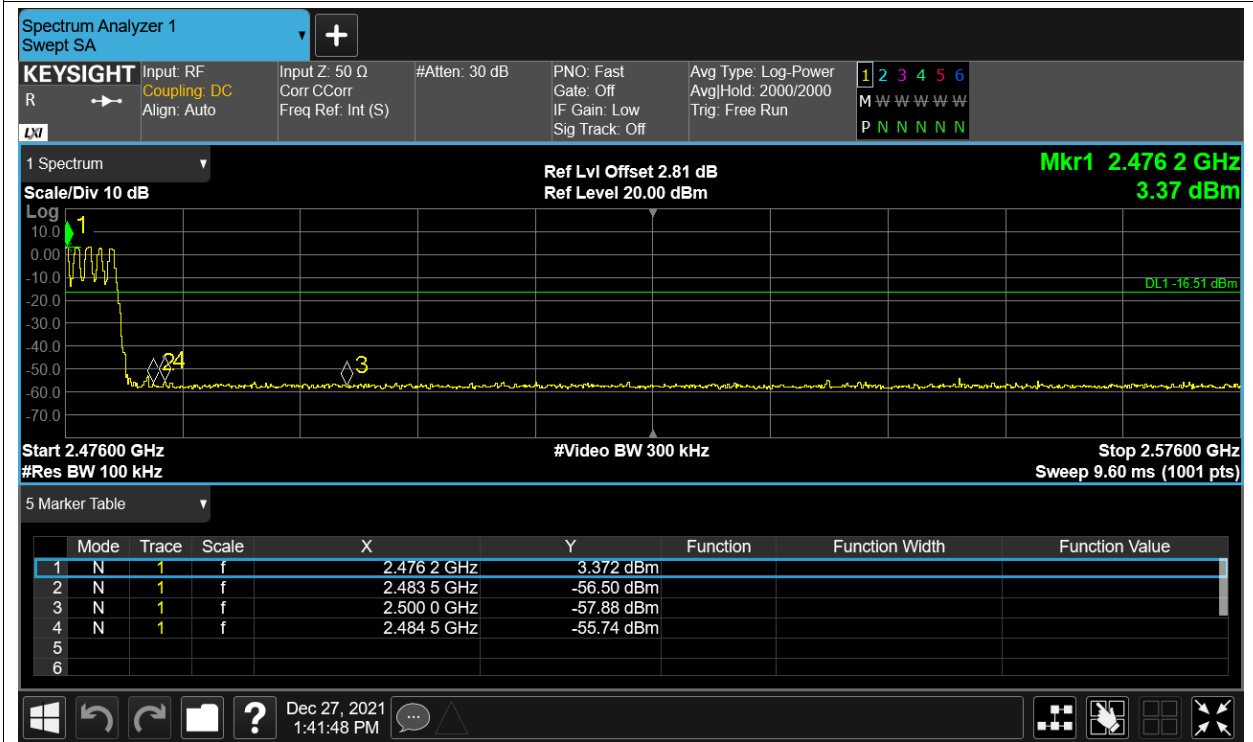 Spectrum Analyzer 1
Swept SA
+
KEYSIGHT Input: RF Input Z: 50 Ω #Atten: 30 dB PNO: Fast Avg Type: Log-Power 1 2 3 4 5 6
R Coupling: DC Corr CCorr Gate: Off Avg|Hold: 2000/2000 M W W W W W
Align: Auto Freq Ref: Int (S) IF Gain: Low Trig: Free Run
LXI Sig Track: Off P N N N N N
1 Spectrum Ref Lvl Offset 2.81 dB Mkr1 2.476 2 GHz
Scale/Div 10 dB Ref Level 20.00 dBm 3.37 dBm
Log
1
10.0
0.00
-10.0
DL1 -16.51 dBm
-20.0
-30.0
-40.0
24 3
-50.0
-60.0
-70.0
Start 2.47600 GHz #Video BW 300 kHz Stop 2.57600 GHz
#Res BW 100 kHz Sweep 9.60 ms (1001 pts)
5 Marker Table
Mode Trace Scale X Y Function Function Width Function Value
1 N 1 f 2.476 2 GHz 3.372 dBm
2 N 1 f 2.483 5 GHz -56.50 dBm
3 N 1 f 2.500 0 GHz -57.88 dBm
4 N 1 f 2.484 5 GHz -55.74 dBm
5
6
? Dec 27, 2021
1:41:48 PM